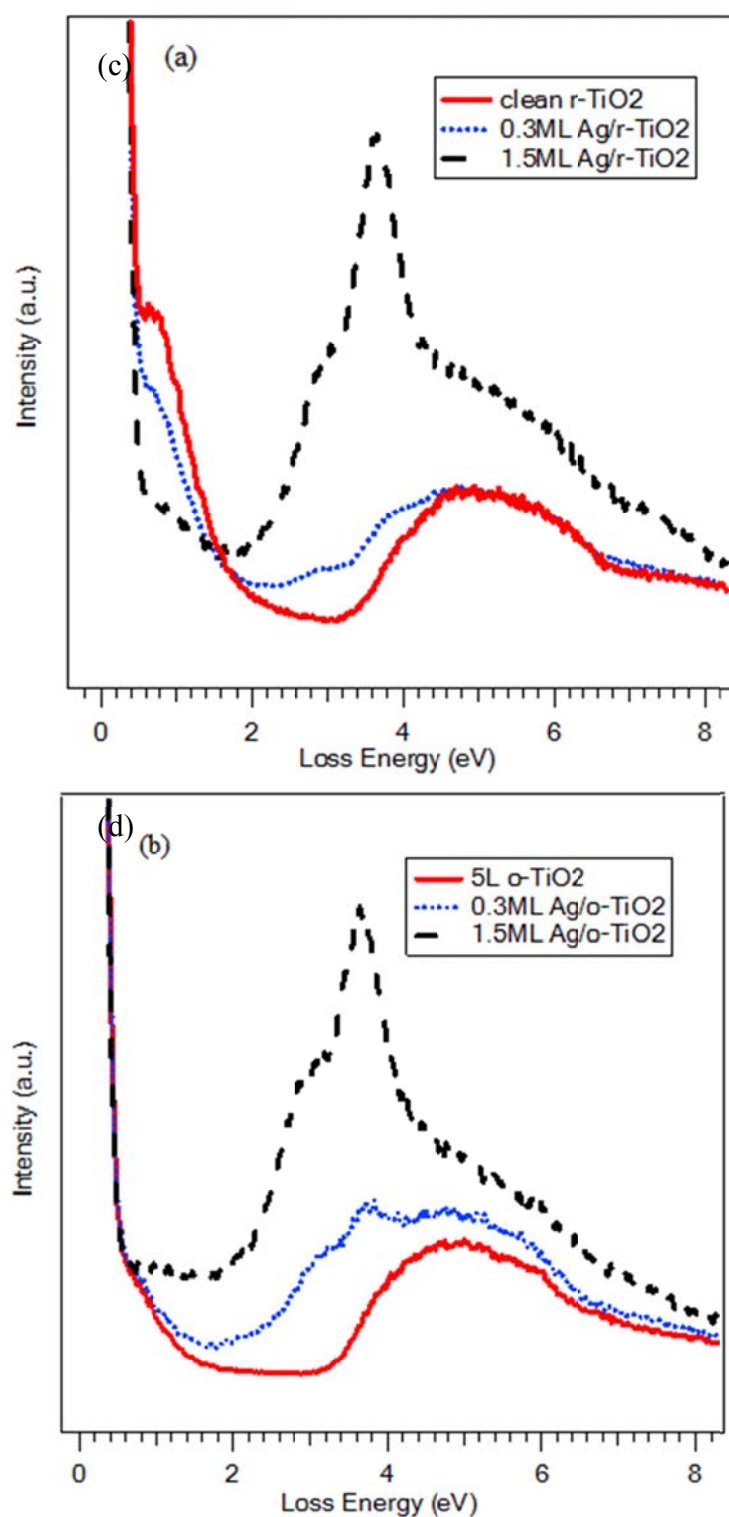 (c) (a)
clean r-TiO2
0.3ML Ag/r-TiO2
1.5ML Ag/r-TiO2
Intensity (a.u.)
0 2 4 6 8
Loss Energy (eV)
(d) (b)
5L o-TiO2
0.3ML Ag/o-TiO2
1.5ML Ag/o-TiO2
Intensity (a.u.)
0 2 4 6 8
Loss Energy (eV)